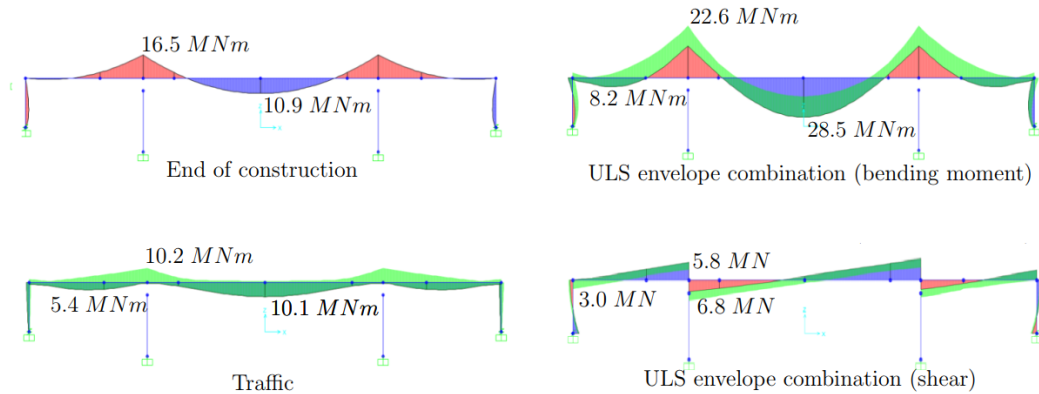 16.5 MNm
10.9 MNm
End of construction
22.6 MNm
8.2 MNm
28.5 MNm
ULS envelope combination (bending moment)
10.2 MNm
5.4 MNm
10.1 MNm
Traffic
5.8 MN
3.0 MN
6.8 MN
ULS envelope combination (shear)